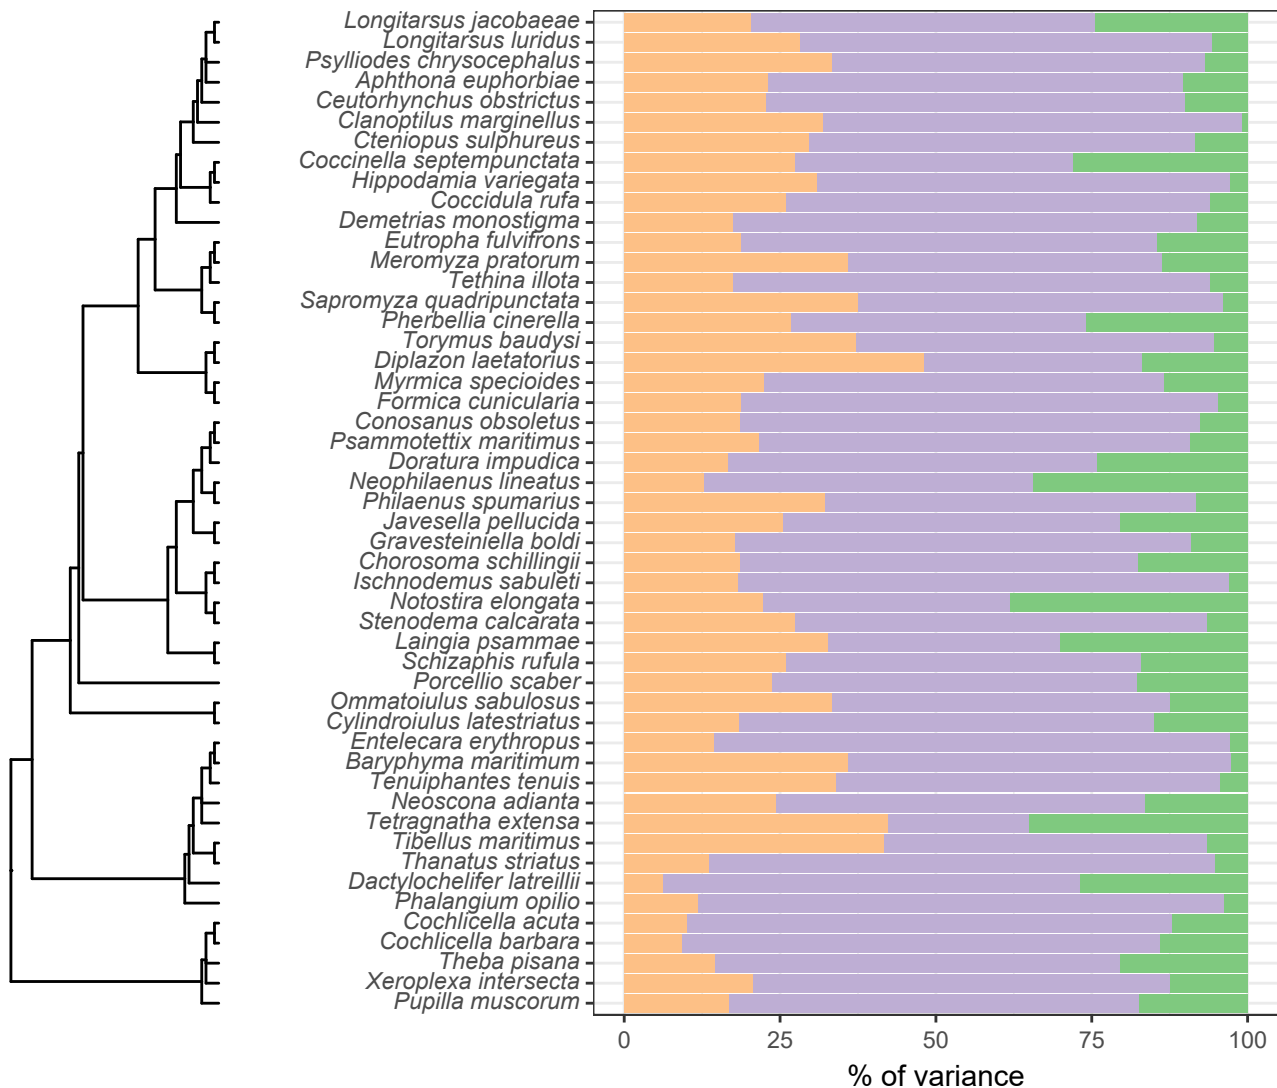 Longitarsus jacobaeae
Longitarsus luridus
Psylliodes chrysocephalus
Aphthona euphorbiae
Ceutorhynchus obstrictus
Clanoptilus marginellus
Cteniopus sulphureus
Coccinella septempunctata
Hippodamia variegata
Coccidula rufa
Demetrias monostigma
Eutropha fulvifrons
Meromyza pratorum
Tethina illota
Sapromyza quadripunctata
Pherbellia cinerella
Torymus baudysi
Diplazon laetatorius
Myrmica specioides
Formica cunicularia
Conosanus obsoletus
Psammotettix maritimus
Doratura impudica
Neophilaenus lineatus
Philaenus spumarius
Javesella pellucida
Gravesteiniella boldi
Chorosoma schillingii
Ischnodemus sabuleti
Notostira elongata
Stenodema calcarata
Laingia psammae
Schizaphis rufula
Porcellio scaber
Ommatoiulus sabulosus
Cylindroiulus latestriatus
Entelecara erythropus
Baryphyma maritimum
Tenuiphantes tenuis
Neoscona adianta
Tetragnatha extensa
Tibellus maritimus
Thanatus striatus
Dactylochelifer latreillii
Phalangium opilio
Cochlicella acuta
Cochlicella barbara
Theba pisana
Xeroplexa intersecta
Pupilla muscorum
0 25 50 75 100
% of variance